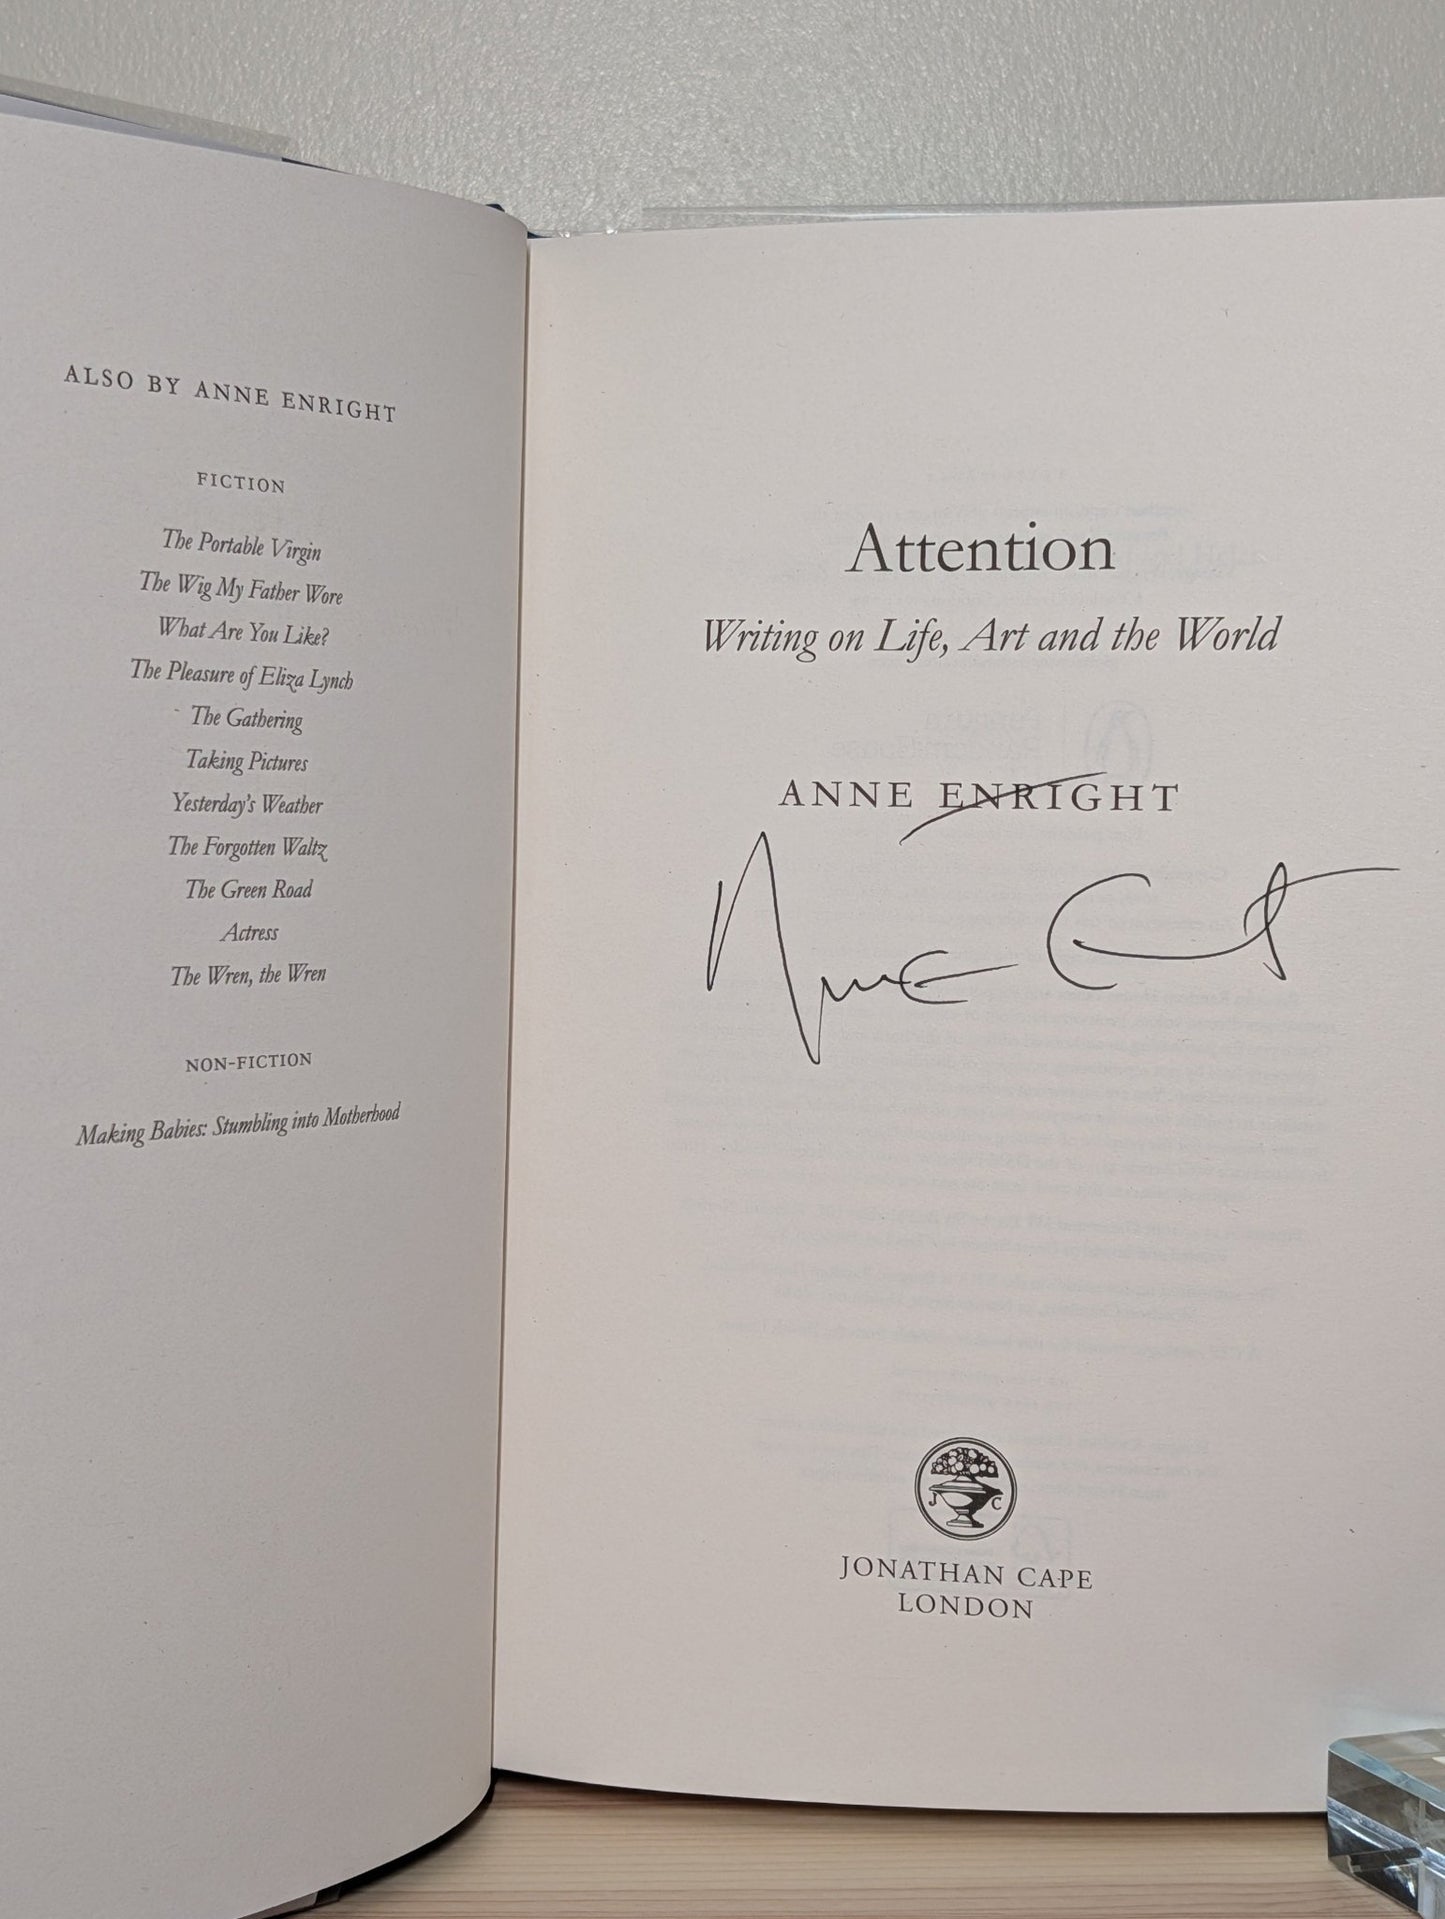 ALSO BY ANNE ENRIGHT
FICTION
The Portable Virgin
The Wig My Father Wore
What Are You Like?
The Pleasure of Eliza Lynch
The Gathering
Taking Pictures
Yesterday's Weather
The Forgotten Waltz
The Green Road
Actress
The Wren, the Wren
NON-FICTION
Making Babies: Stumbling into Motherhood
Attention
Writing on Life, Art and the World
ANNE ENRIGHT
J C
JONATHAN CAPE
LONDON